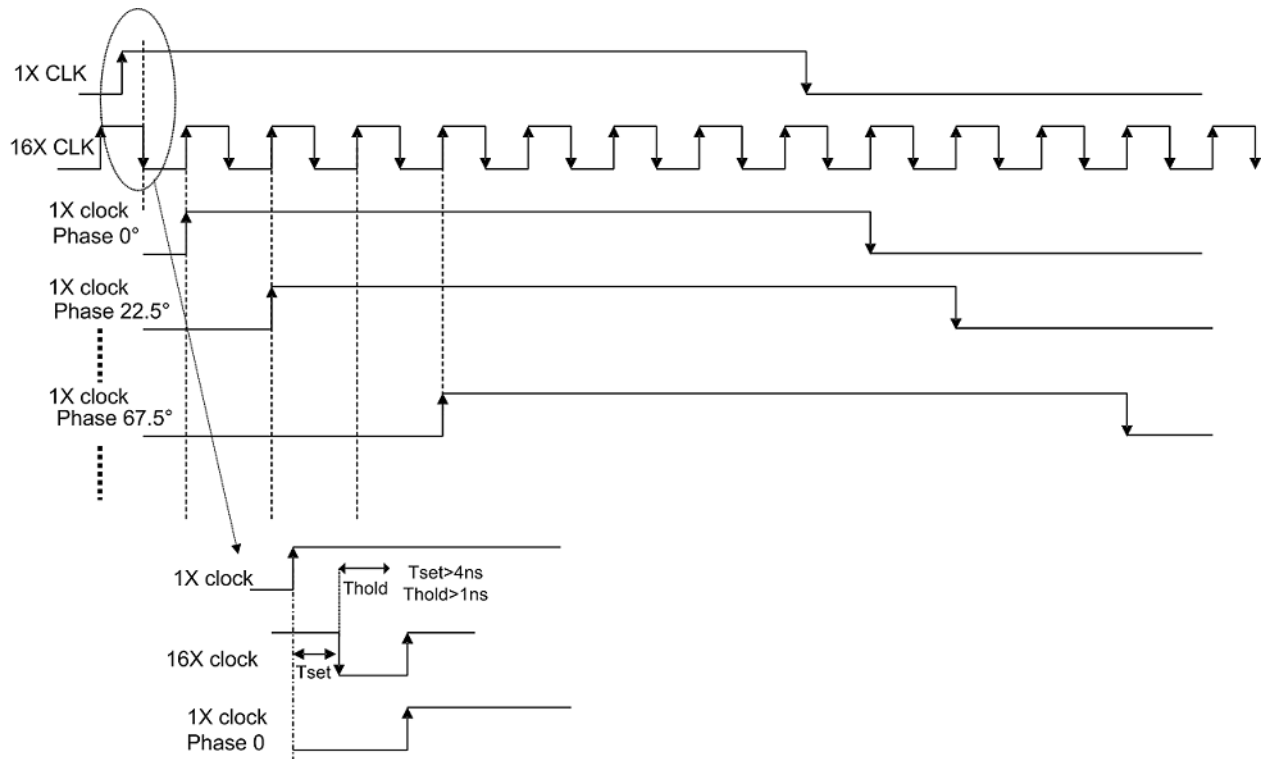 1X CLK
16X CLK
1X clock
Phase 0°
1X clock
Phase 22.5°
1X clock
Phase 67.5°
1X clock
Thold
Tset>4ns
Thold>1ns
16X clock
Tset
1X clock
Phase 0